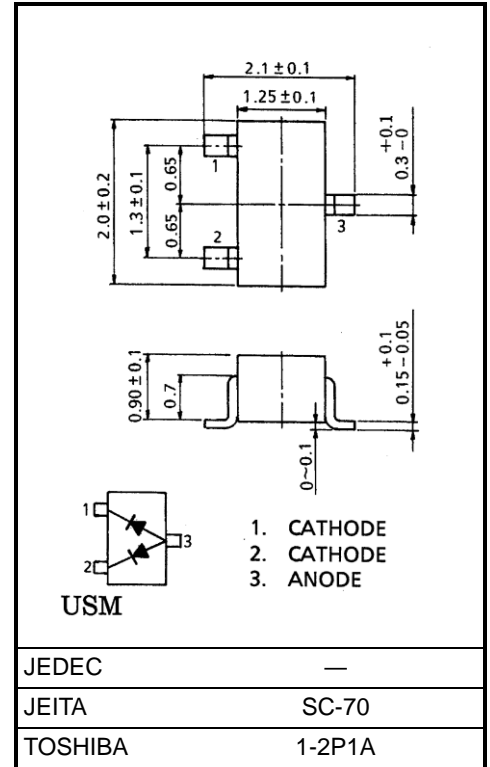 2.1±0.1
1.25±0.1
+0.1
0.3-0
2.0±0.2
1.3±0.1
0.65
0.65
1
2
3
0.90±0.1
0.7
+0.1
0.15-0.05
0~0.1
1
2
3
1. CATHODE
2. CATHODE
3. ANODE
USM
JEDEC —
JEITA SC-70
TOSHIBA 1-2P1A